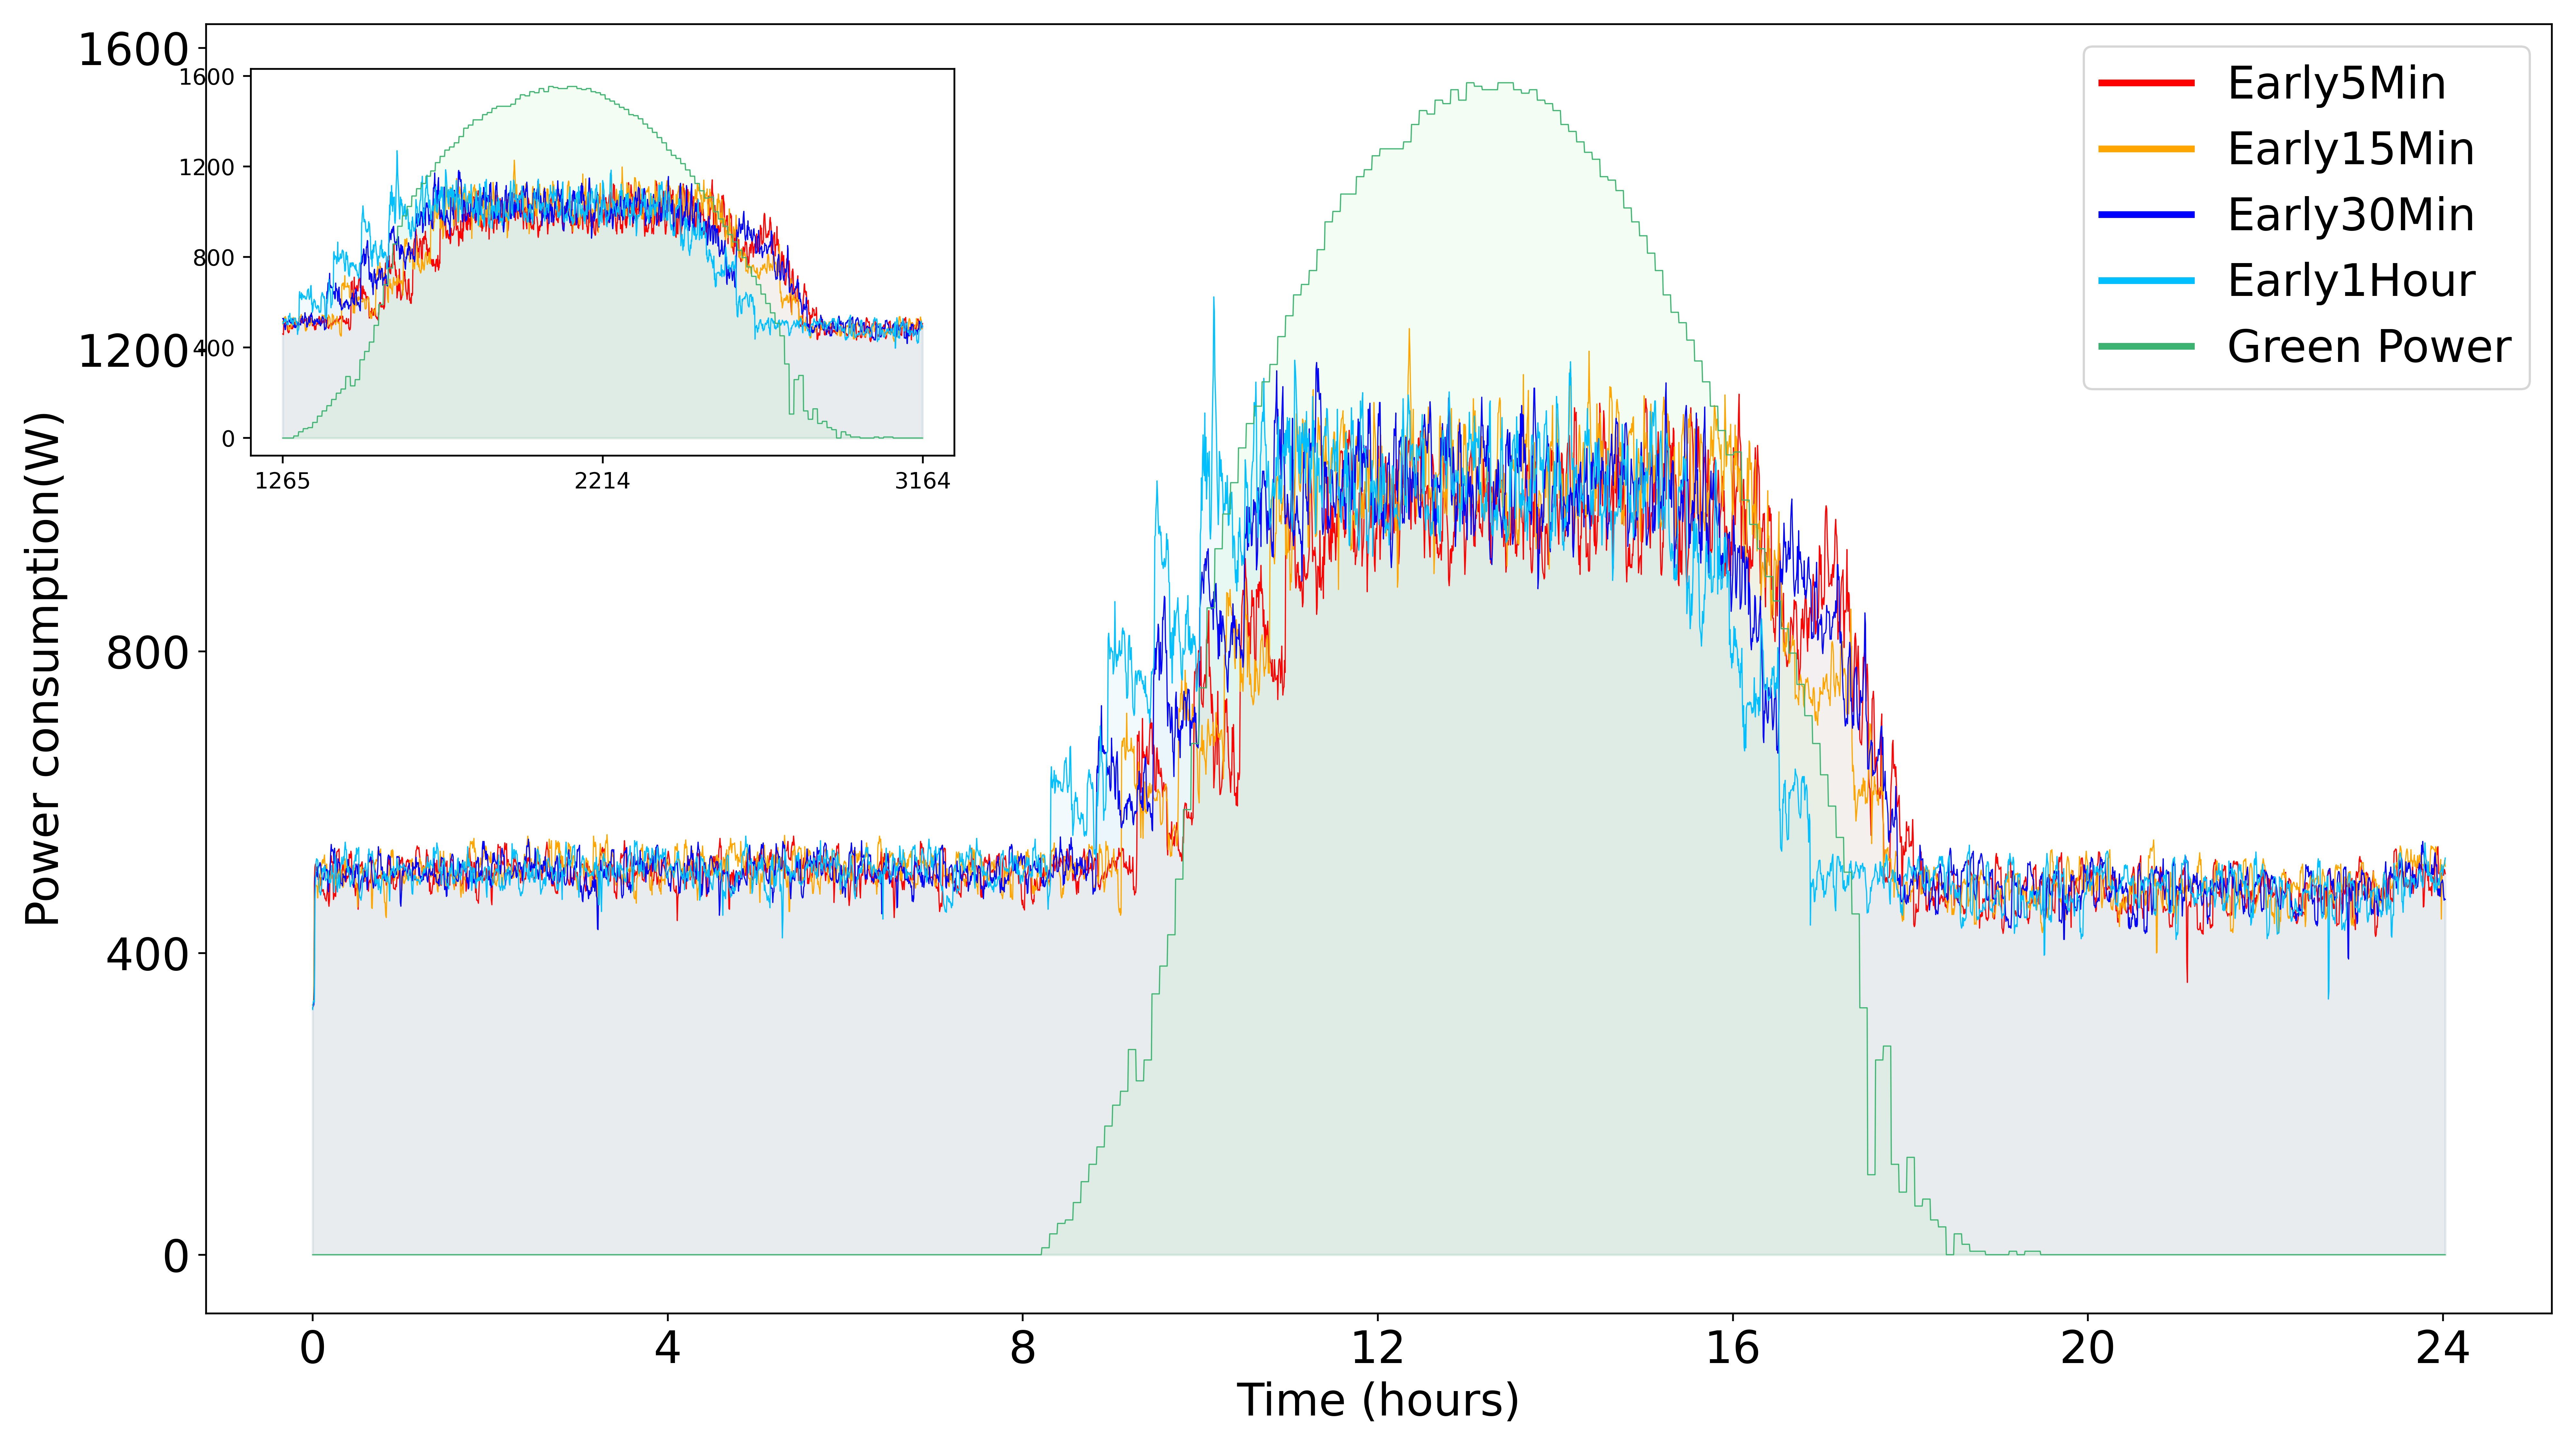 1600
1200
800
400
0
Power consumption(W)
1600
1200
800
400
0
1265 2214 3164
Early5Min
Early15Min
Early30Min
Early1Hour
Green Power
0 4 8 12 16 20 24
Time (hours)